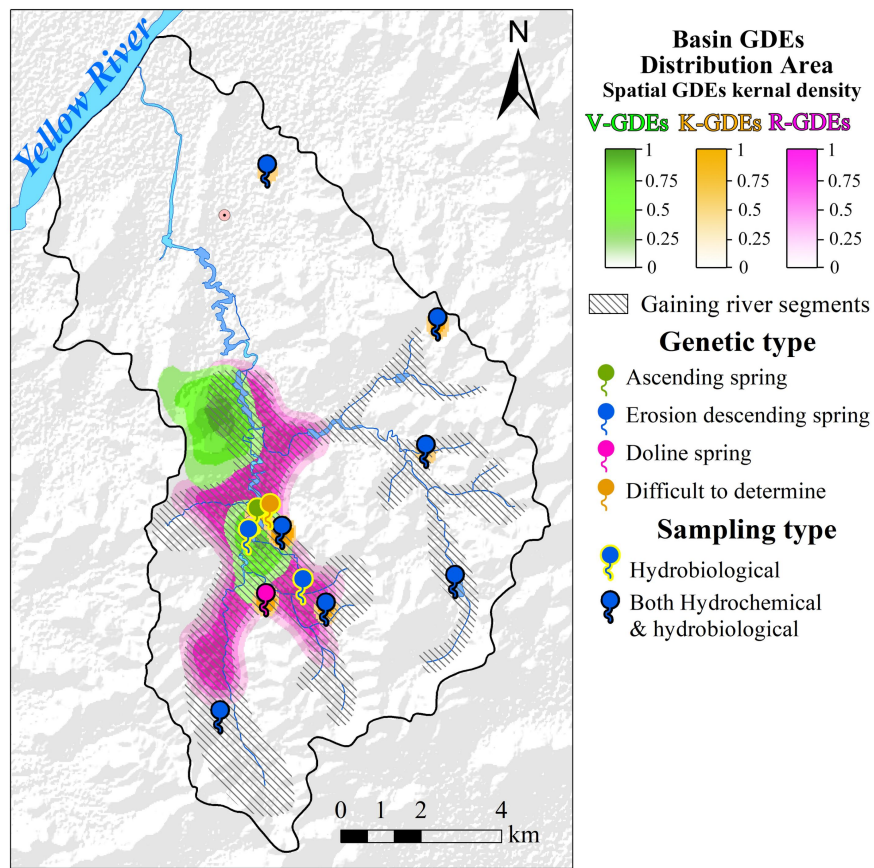 Yellow River
N
0 1 2 4
km
Basin GDEs
Distribution Area
Spatial GDEs kernal density
V-GDEs K-GDEs R-GDEs
1 1 1
0.75 0.75 0.75
0.5 0.5 0.5
0.25 0.25 0.25
0 0 0
Gaining river segments
Genetic type
Ascending spring
Erosion descending spring
Doline spring
Difficult to determine
Sampling type
Hydrobiological
Both Hydrochemical
& hydrobiological